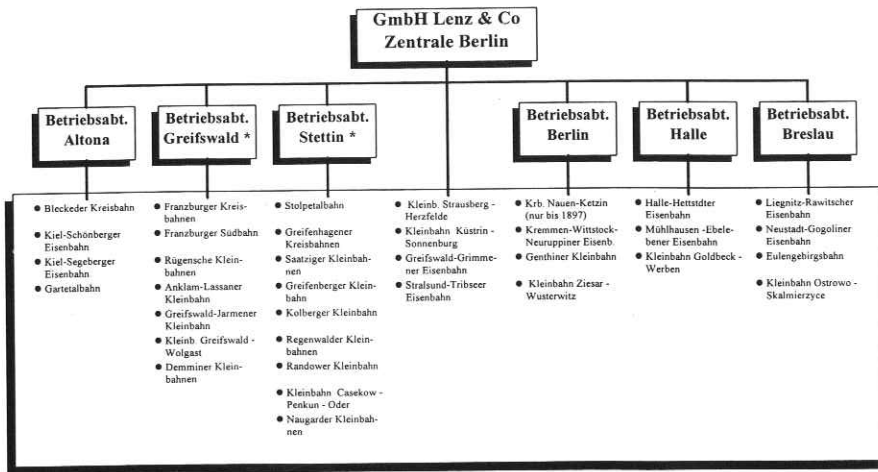 GmbH Lenz & Co
Zentrale Berlin
Betriebsabt.
Altona
Betriebsabt.
Greifswald *
Betriebsabt.
Stettin *
Betriebsabt.
Berlin
Betriebsabt.
Halle
Betriebsabt.
Breslau
● Bleckeder Kreisbahn
● Kiel-Schönberger
Eisenbahn
● Kiel-Segeberger
Eisenbahn
● Gartetalbahn
● Franzburger Kreis-
bahnen
● Franzburger Südbahn
● Rügensche Klein-
bahnen
● Anklam-Lassaner
Kleinbahn
● Greifswald-Jarmener
Kleinbahn
● Kleinb. Greifswald -
Wolgast
● Demminer Klein-
bahnen
● Stolpetalbahn
● Greifenhagener
Kreisbahnen
● Saatziger Kleinbah-
nen
● Greifenberger Klein-
bahn
● Kolberger Kleinbahn
● Regenwalder Klein-
bahnen
● Randower Kleinbahn
● Kleinbahn Casekow -
Penkun - Oder
● Naugarder Kleinbah-
nen
● Kleinb. Strausberg -
Herzfelde
● Kleinbahn Küstrin -
Sonnenburg
● Greifswald-Grimme-
ner Eisenbahn
● Stralsund-Tribseer
Eisenbahn
● Krb. Nauen-Ketzin
(nur bis 1897)
● Kremmen-Wittstock-
Neuruppiner Eisenb.
● Genthiner Kleinbahn
● Kleinbahn Ziesar -
Wusterwitz
● Halle-Hettstdter
Eisenbahn
● Mühlhausen -Ebele-
bener Eisenbahn
● Kleinbahn Goldbeck -
Werben
● Liegnitz-Rawitscher
Eisenbahn
● Neustadt-Gogoliner
Eisenbahn
● Eulengebirgsbahn
● Kleinbahn Ostrowo -
Skalmierzyce